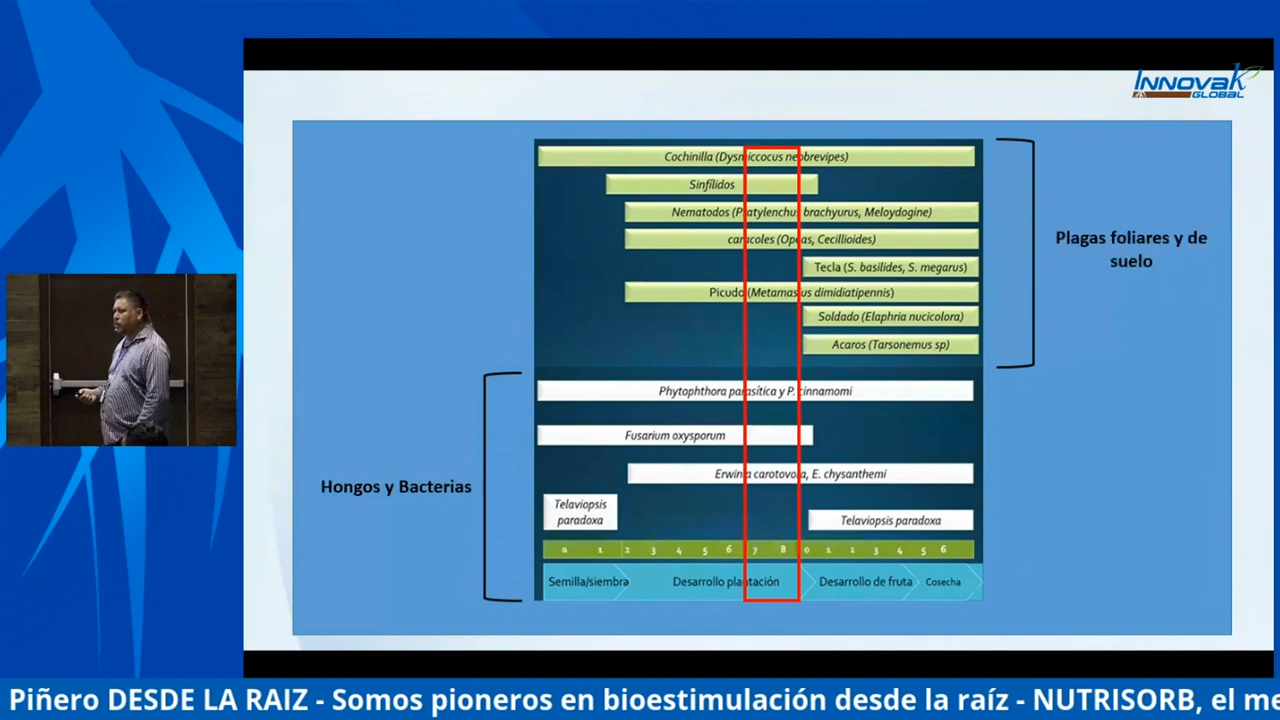 INNOVAK
GLOBAL
Cochinilla (Dysmiccocus neobrevipes)
Sinfílidos
Nematodos (Pratylenchus brachyurus, Meloydogine)
caracoles (Opeas, Cecillioides)
Tecla (S. basilides, S. megarus)
Picudo (Metamasius dimidiatipennis)
Soldado (Elaphria nucicolora)
Acaros (Tarsonemus sp)
Plagas foliares y de
suelo
Phytophthora parasítica y P. cinnamomi
Fusarium oxysporum
Erwinia carotovora, E. chysanthemi
Hongos y Bacterias
Telaviopsis
paradoxa
Telaviopsis paradoxa
0 1 2 3 4 5 6 7 8 0 1 2 3 4 5 6
Semilla/siembra Desarrollo plantación Desarrollo de fruta Cosecha
Piñero DESDE LA RAIZ - Somos pioneros en bioestimulación desde la raíz - NUTRISORB, el me